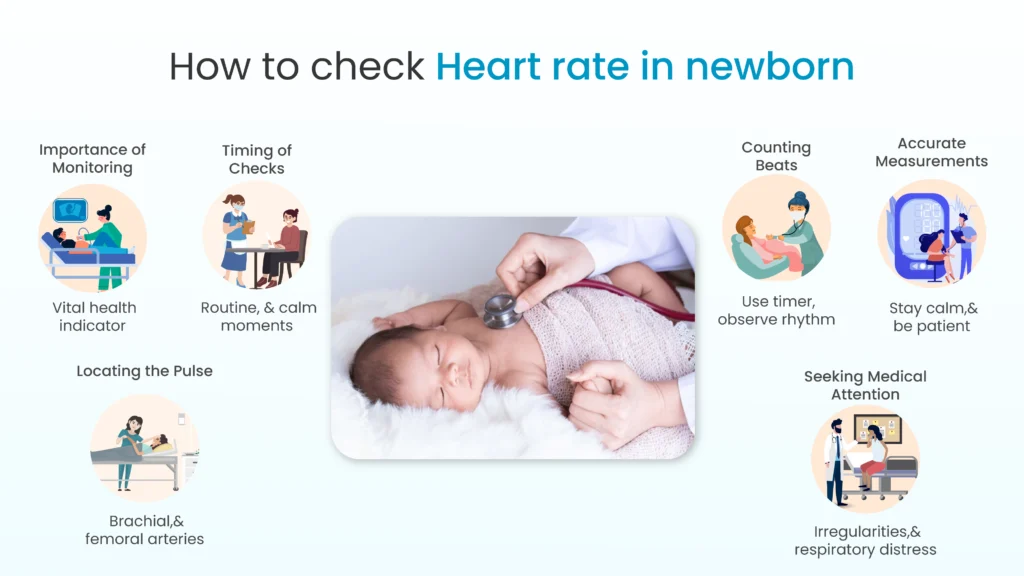 How to check Heart rate in newborn
Importance of
Monitoring
Vital health
indicator
Timing of
Checks
Routine, & calm
moments
Locating the Pulse
Brachial,&
femoral arteries
Counting
Beats
Use timer,
observe rhythm
Accurate
Measurements
Stay calm,&
be patient
Seeking Medical
Attention
Irregularities,&
respiratory distress